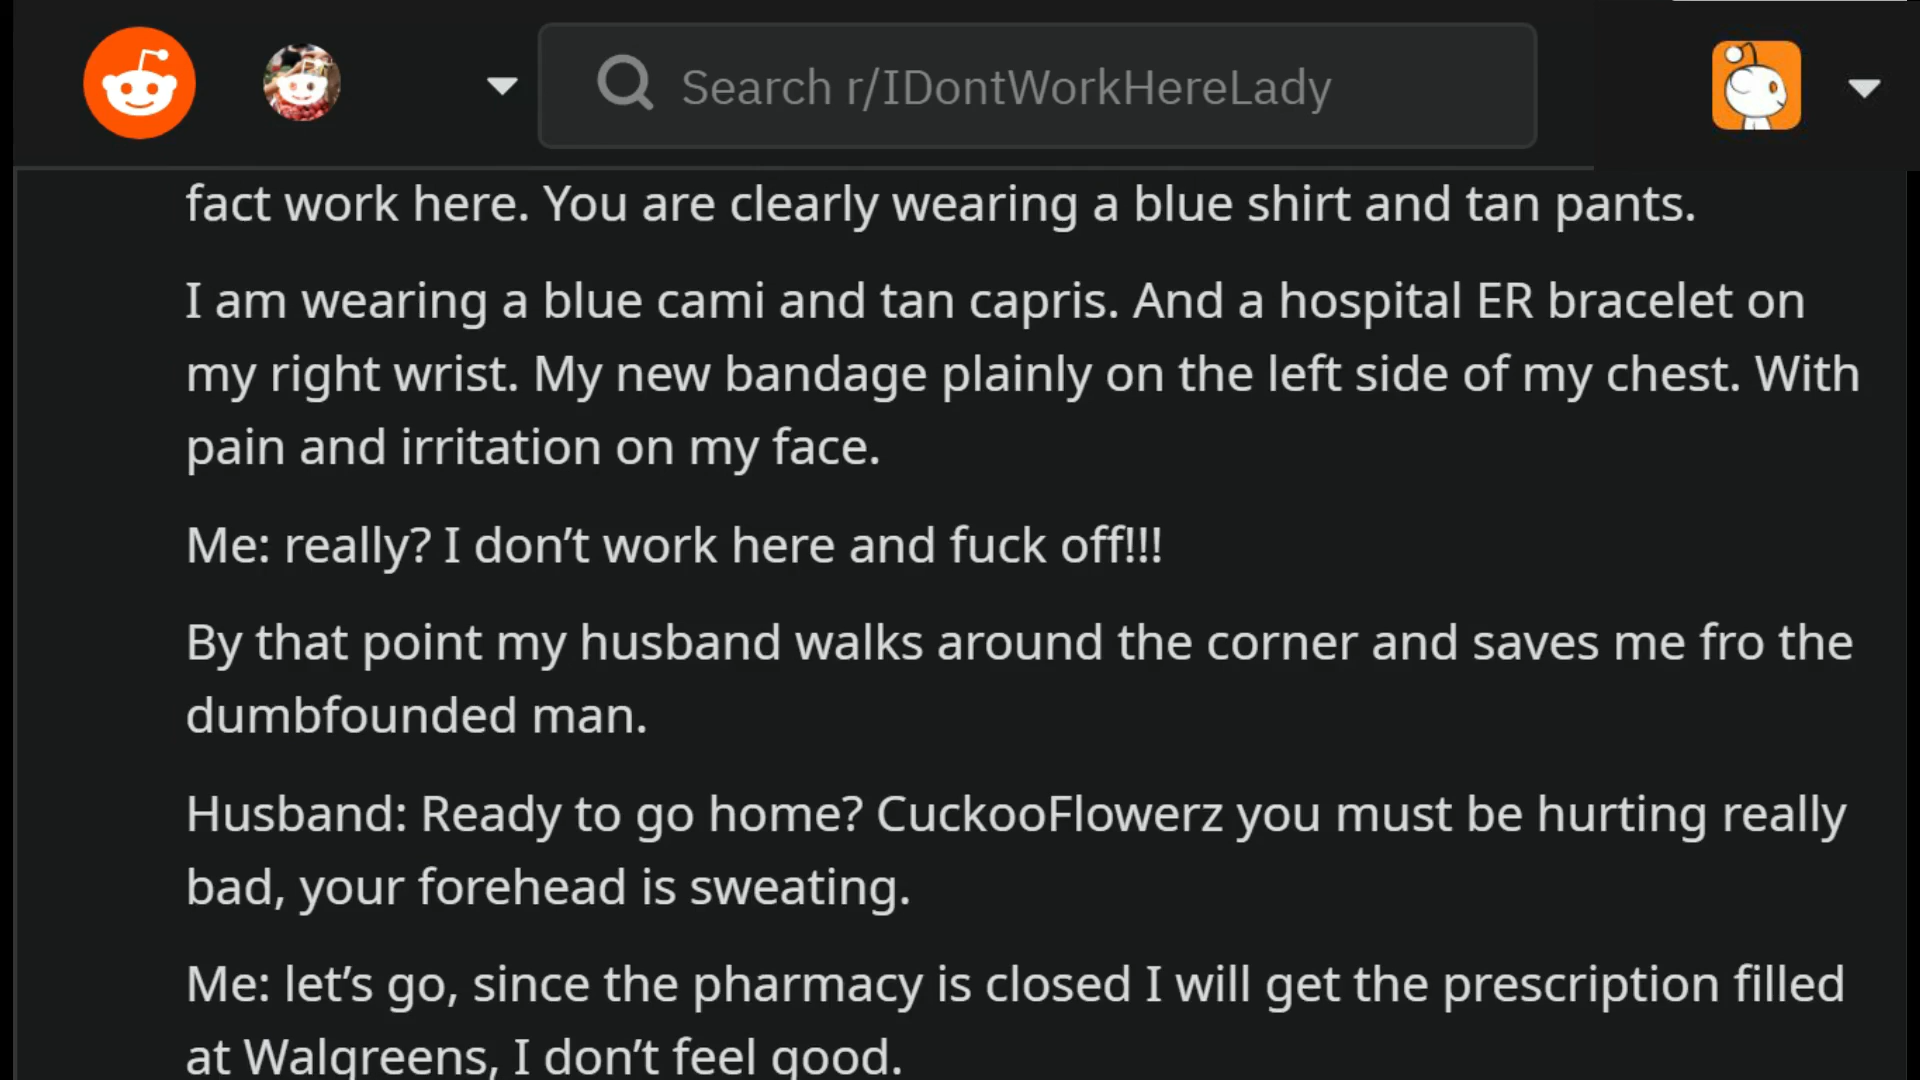 Search r/IDontWorkHereLady
fact work here. You are clearly wearing a blue shirt and tan pants.
I am wearing a blue cami and tan capris. And a hospital ER bracelet on
my right wrist. My new bandage plainly on the left side of my chest. With
pain and irritation on my face.
Me: really? I don’t work here and fuck off!!!
By that point my husband walks around the corner and saves me fro the
dumbfounded man.
Husband: Ready to go home? CuckooFlowerz you must be hurting really
bad, your forehead is sweating.
Me: let’s go, since the pharmacy is closed I will get the prescription filled
at Walgreens, I don’t feel good.